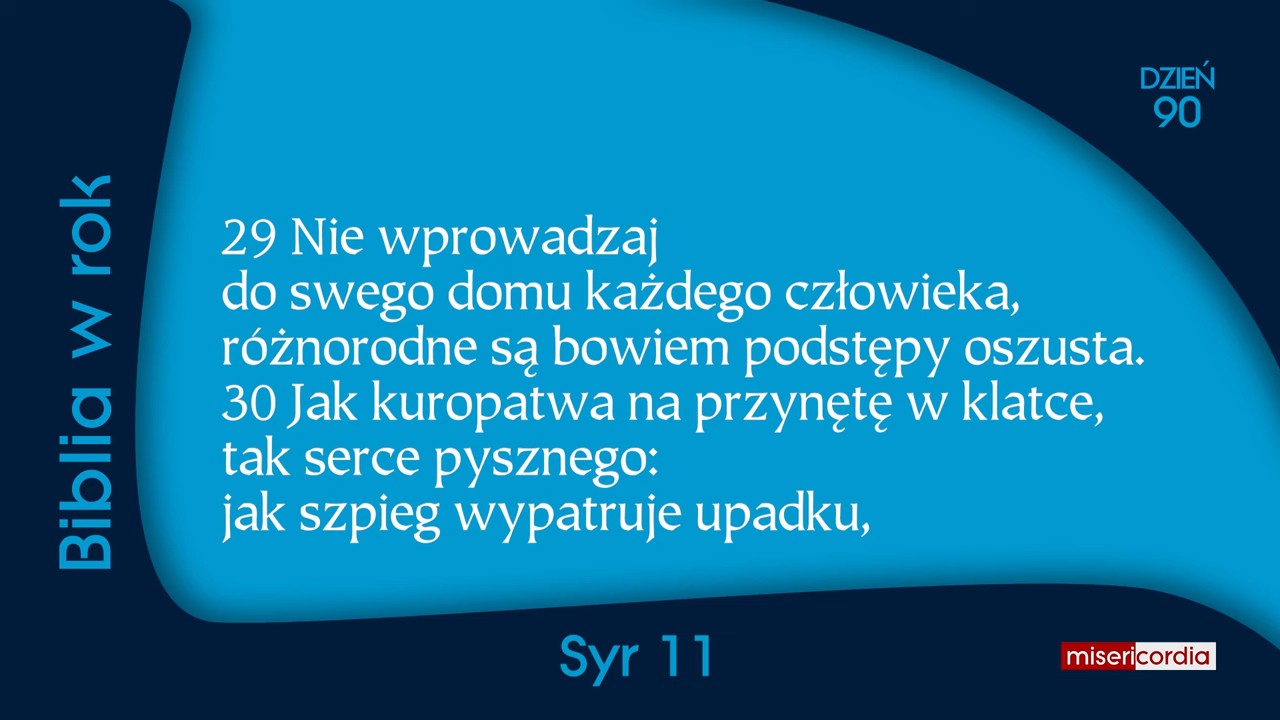 DZIEŃ
90
Biblia w rok
29 Nie wprowadzaj
do swego domu każdego człowieka,
różnorodne są bowiem podstępy oszusta.
30 Jak kuropatwa na przynętę w klatce,
tak serce pysznego:
jak szpieg wypatruje upadku,
Syr 11
misericordia